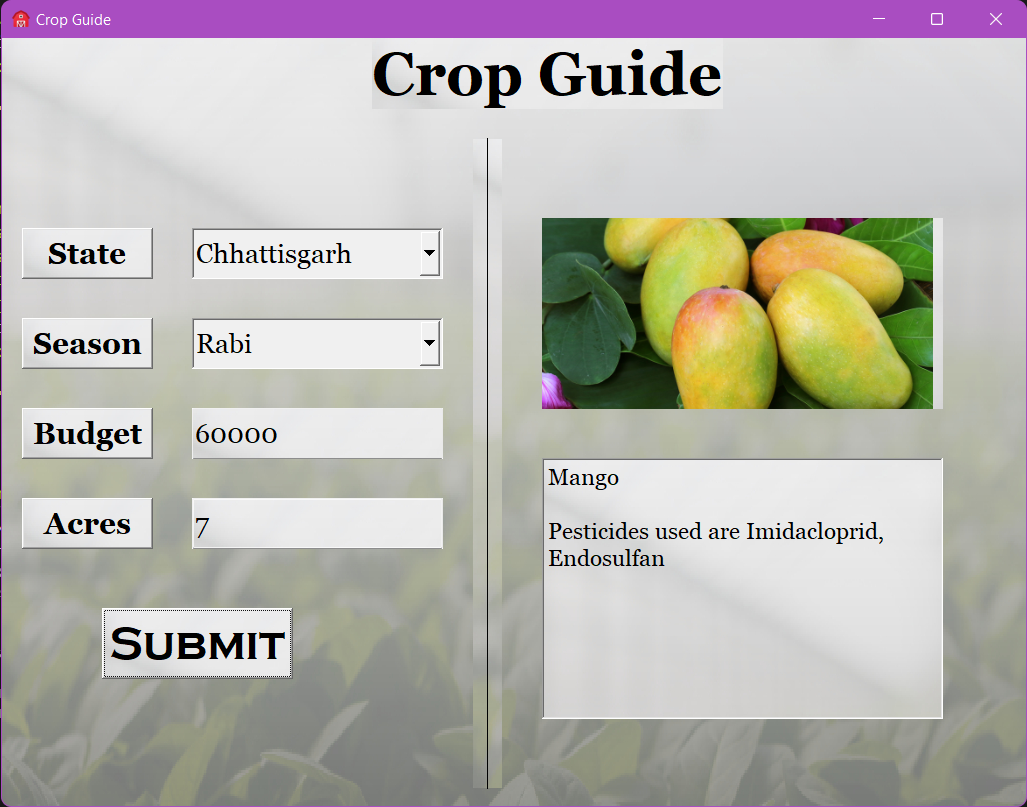 Crop Guide
Crop Guide
State
Chhattisgarh
Season
Rabi
Budget
60000
Acres
7
Submit
Mango
Pesticides used are Imidacloprid,
Endosulfan